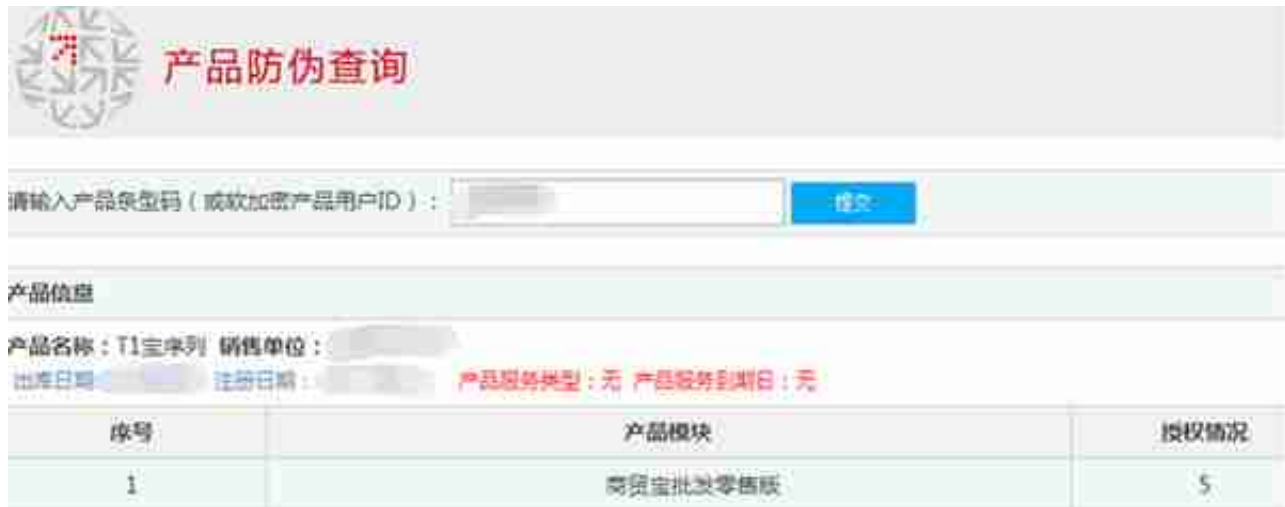 产品防伪查询
请输入产品条型码(或软加密产品用户ID): 提交
产品信息
产品名称:T1宝序列 销售单位:
出库日期: 注册日期: 产品服务类型:无 产品服务到期日:无
序号 产品模块 授权情况
1 商贸宝批发零售版 5